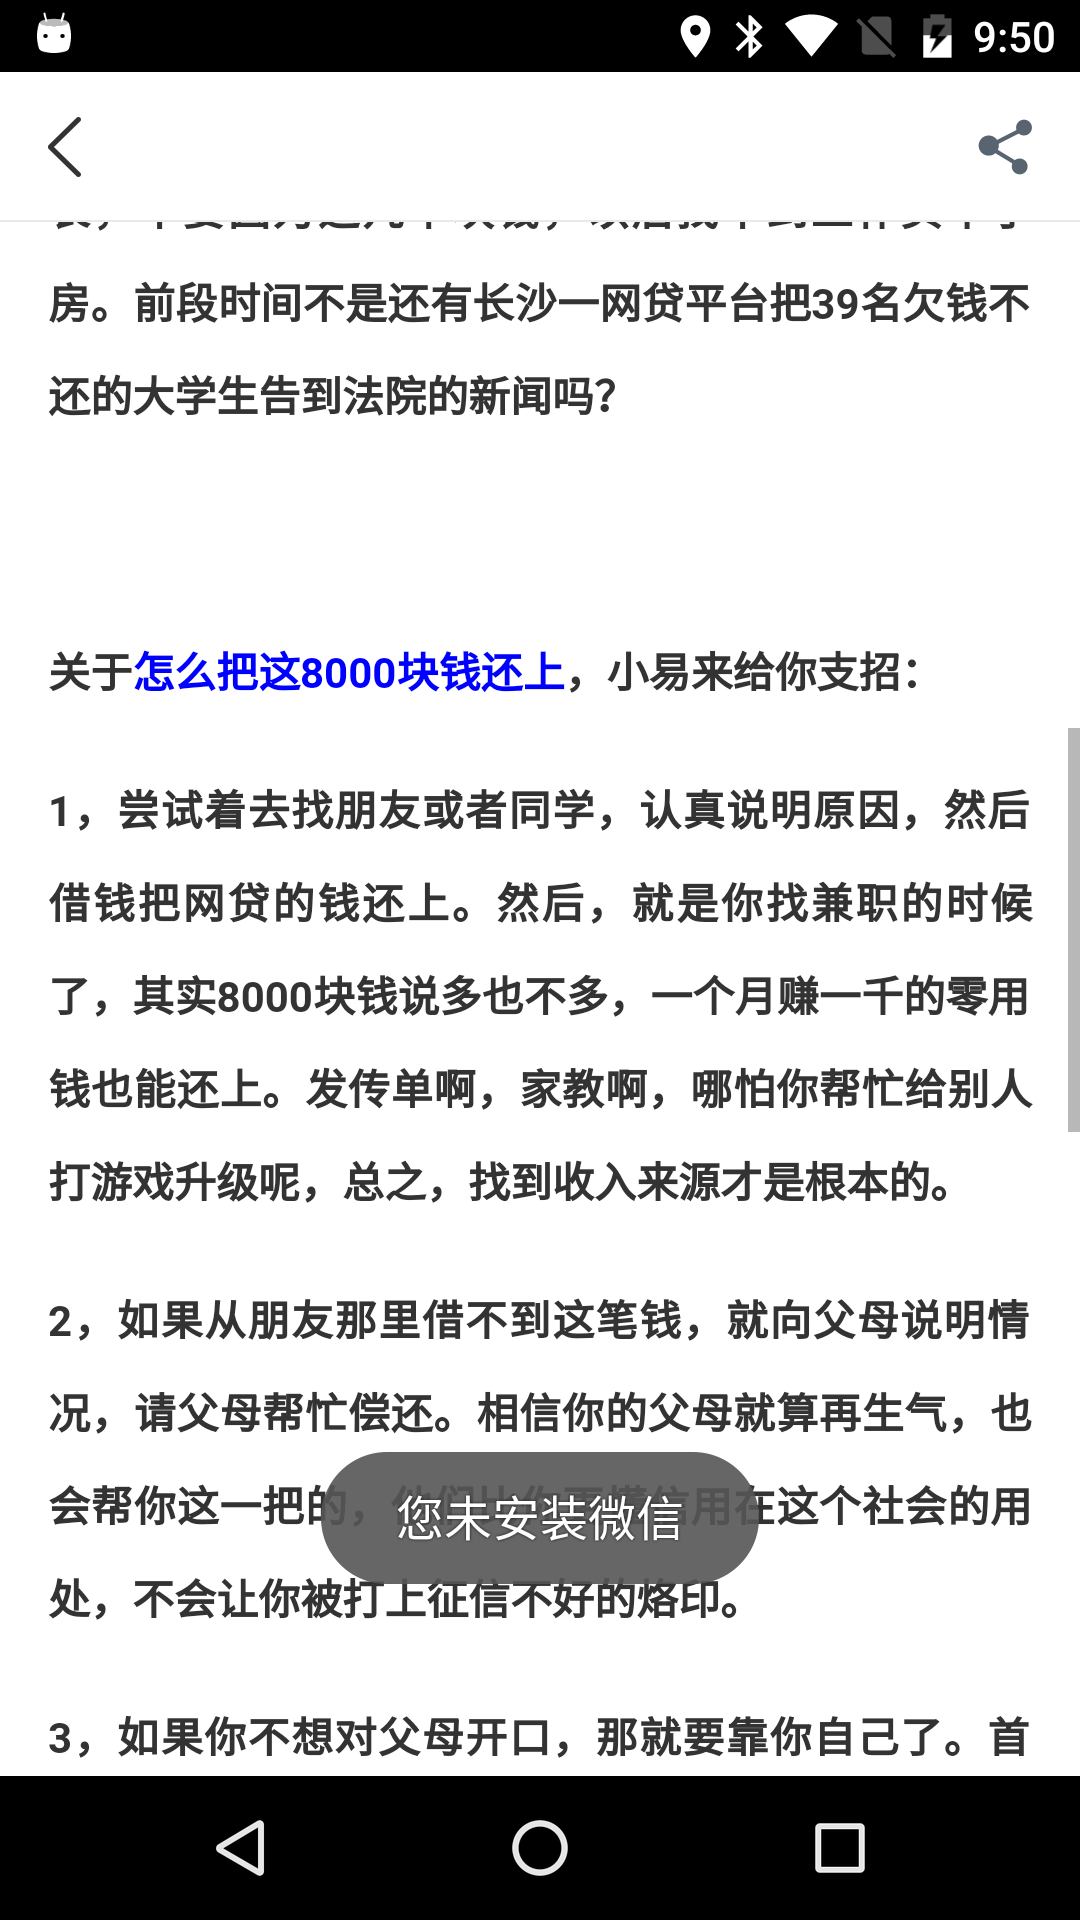 9:50
房。前段时间不是还有长沙一网贷平台把39名欠钱不
还的大学生告到法院的新闻吗?
关于怎么把这8000块钱还上，小易来给你支招：
1，尝试着去找朋友或者同学，认真说明原因，然后
借钱把网贷的钱还上。然后，就是你找兼职的时候
了，其实8000块钱说多也不多，一个月赚一千的零用
钱也能还上。发传单啊，家教啊，哪怕你帮忙给别人
打游戏升级呢，总之，找到收入来源才是根本的。
2，如果从朋友那里借不到这笔钱，就向父母说明情
况，请父母帮忙偿还。相信你的父母就算再生气，也
会帮你这一把的，他们比你更懂信用在这个社会的用
您未安装微信
处，不会让你被打上征信不好的烙印。
3，如果你不想对父母开口，那就要靠你自己了。首